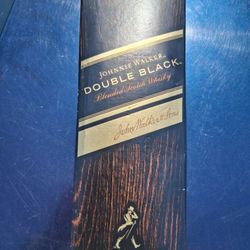 JOHNNIE WALKER
DOUBLE BLACK
Blended Scotch Whisky
John Walker & Sons